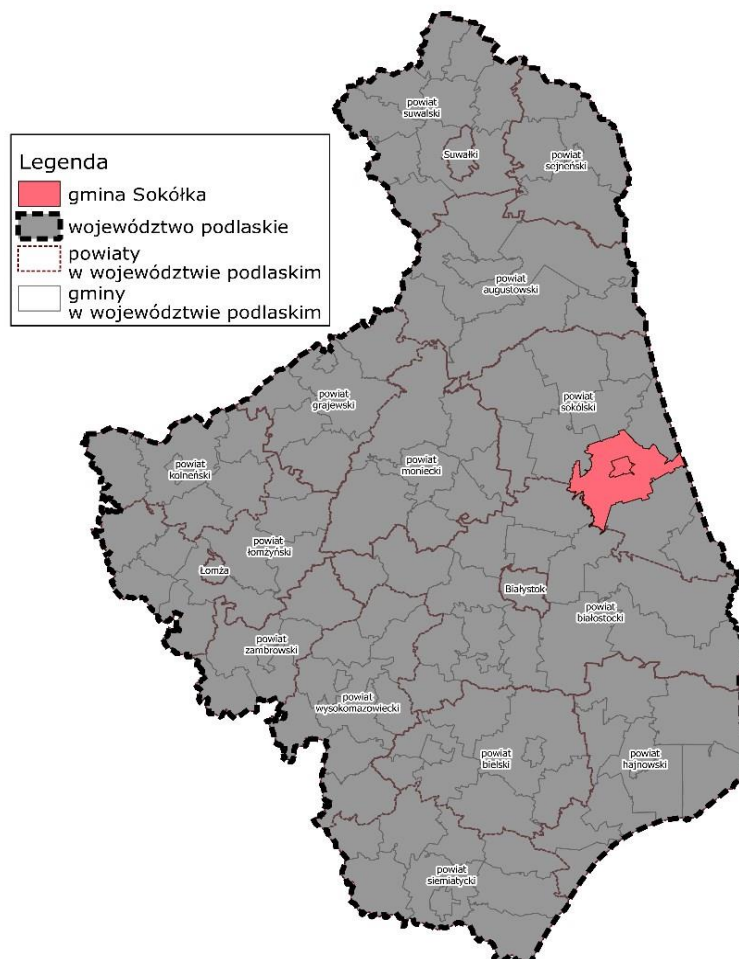 powiat
suwalski
Suwałki
powiat
sejneński
Legenda
gmina Sokółka
województwo podlaskie
powiaty
w województwie podlaskim
gminy
w województwie podlaskim
powiat
augustowski
powiat
grajewski
powiat
sokólski
powiat
kolneński
powiat
moniecki
powiat
łomżyński
Łomża
Białystok
powiat
białostocki
powiat
zambrowski
powiat
wysokomazowiecki
powiat
bielski
powiat
hajnowski
powiat
siemiatycki